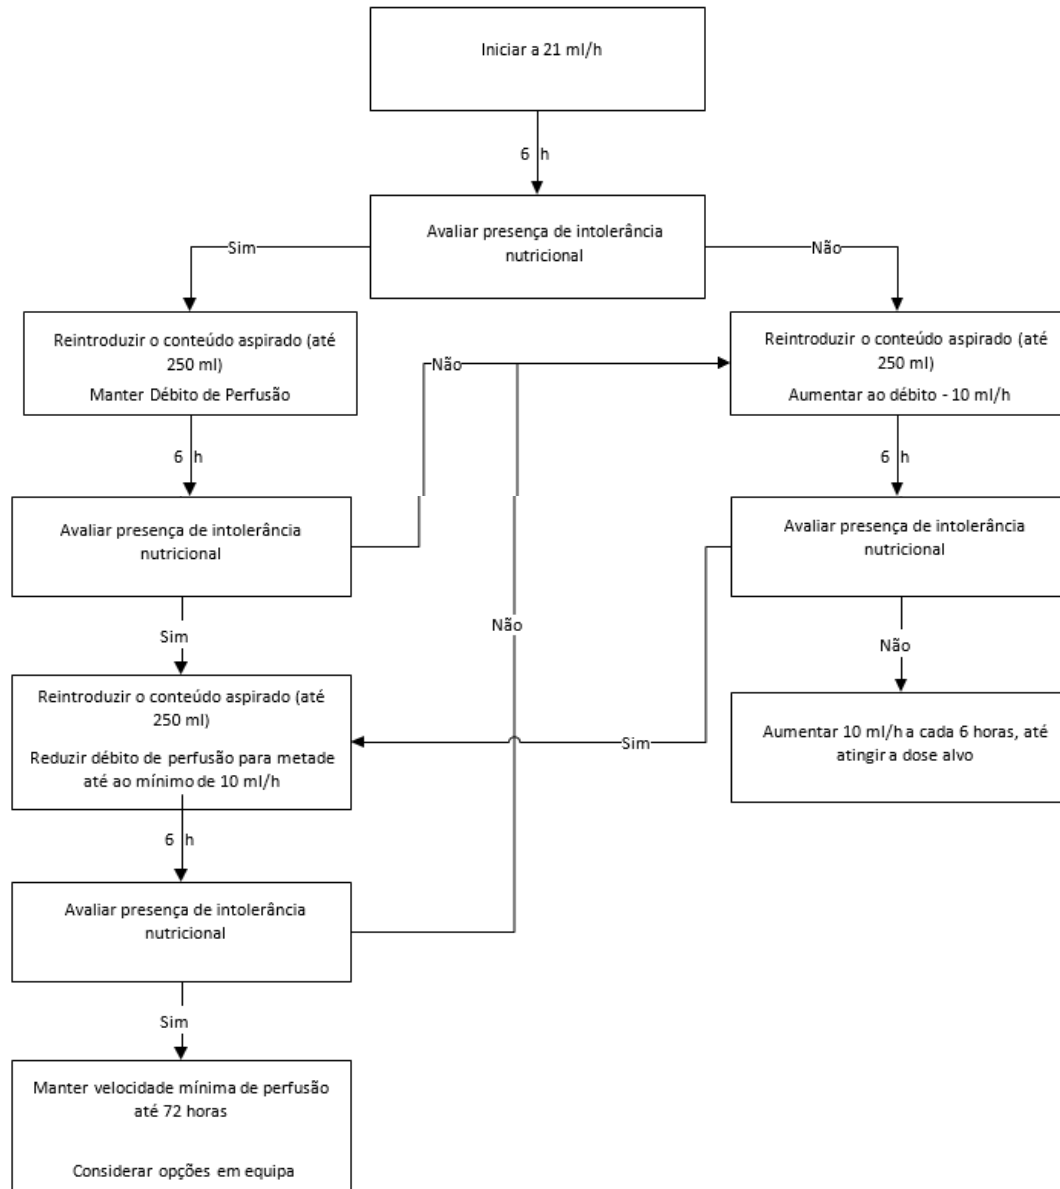 Iniciar a 21 ml/h
6 h
Avaliar presença de intolerância
nutricional
Sim
Não
Reintroduzir o conteúdo aspirado (até
250 ml)
Manter Débito de Perfusão
Reintroduzir o conteúdo aspirado (até
250 ml)
Aumentar ao débito - 10 ml/h
Não
6 h
6 h
Avaliar presença de intolerância
nutricional
Avaliar presença de intolerância
nutricional
Sim
Não
Não
Reintroduzir o conteúdo aspirado (até
250 ml)
Reduzir débito de perfusão para metade
até ao mínimo de 10 ml/h
Sim
Aumentar 10 ml/h a cada 6 horas, até
atingir a dose alvo
6 h
Avaliar presença de intolerância
nutricional
Sim
Manter velocidade mínima de perfusão
até 72 horas
Considerar opções em equipa